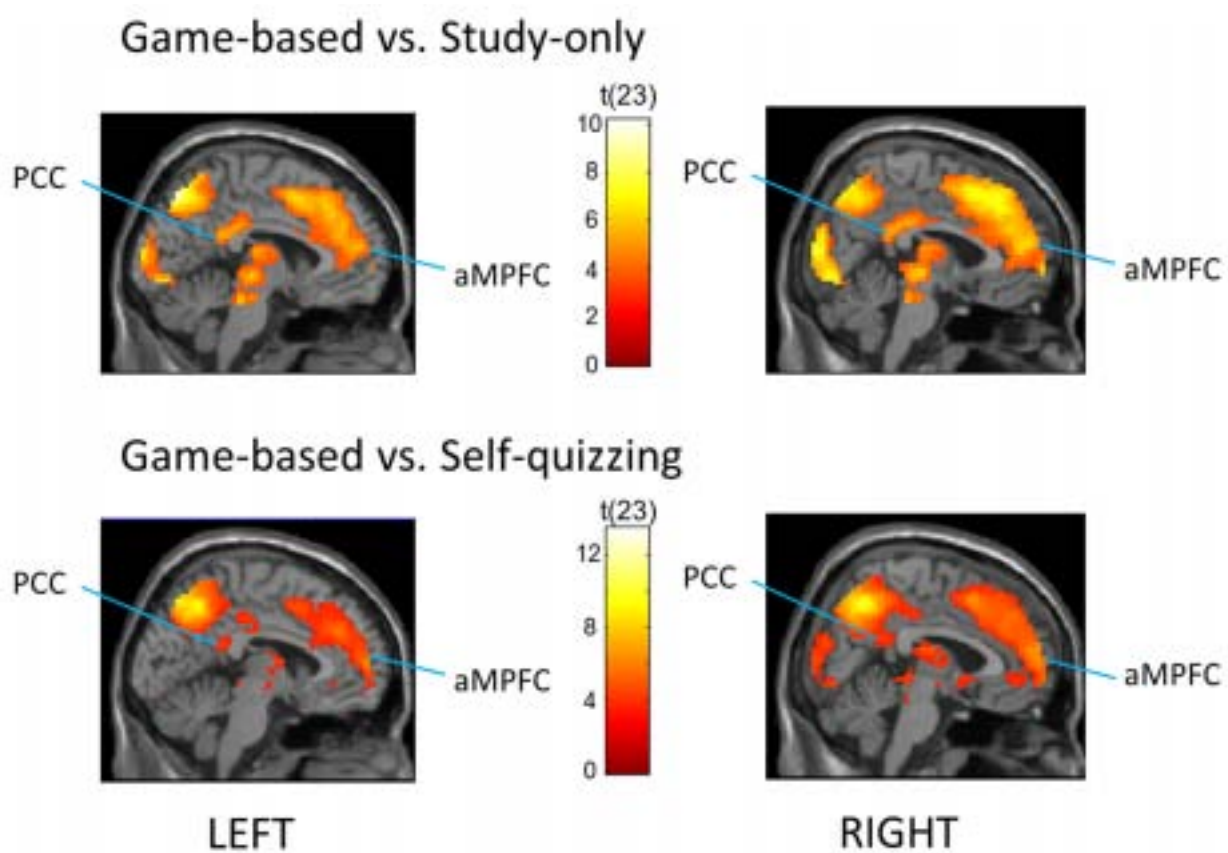 Game-based vs. Study-only
t(23)
10
8
6
4
2
0
PCC
aMPFC
PCC
aMPFC
Game-based vs. Self-quizzing
t(23)
12
8
4
0
PCC
aMPFC
PCC
aMPFC
LEFT
RIGHT